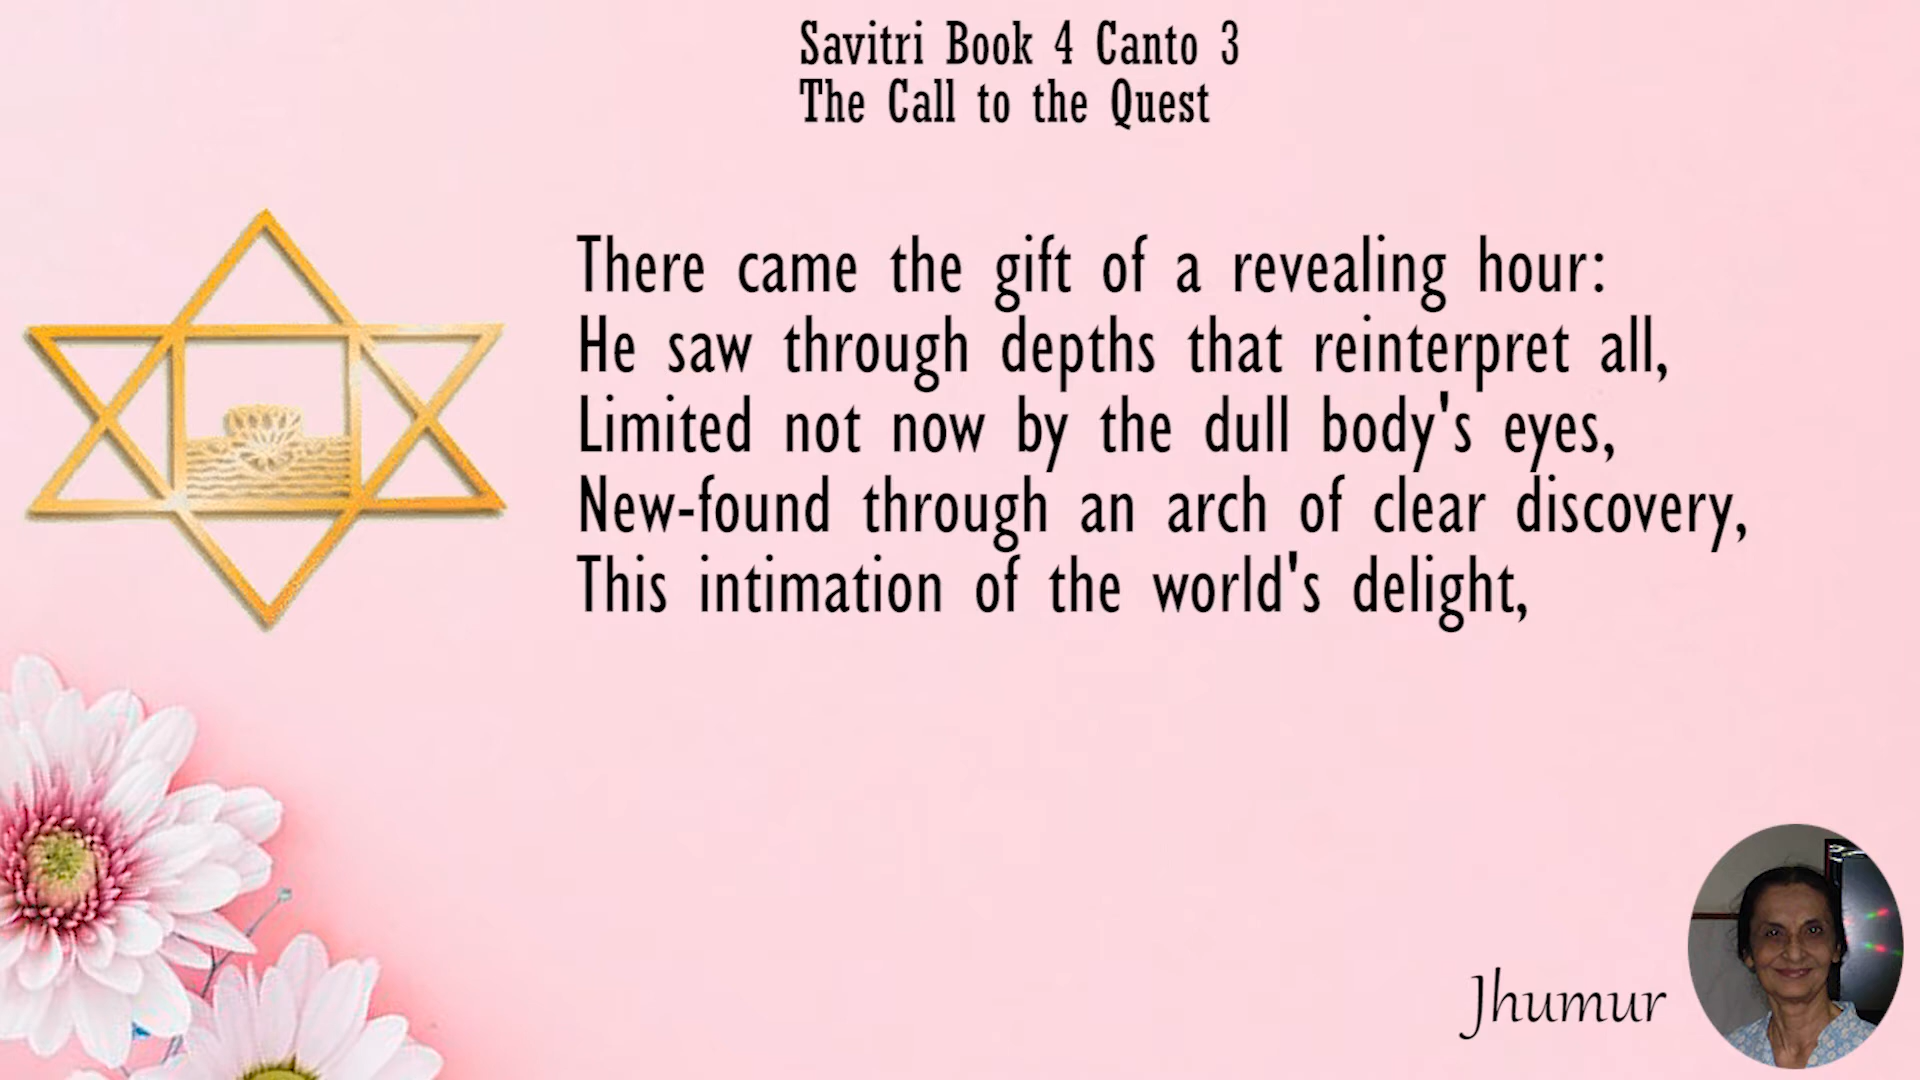 Savitri Book 4 Canto 3
The Call to the Quest
There came the gift of a revealing hour:
He saw through depths that reinterpret all,
Limited not now by the dull body's eyes,
New-found through an arch of clear discovery,
This intimation of the world's delight,
Jhumur